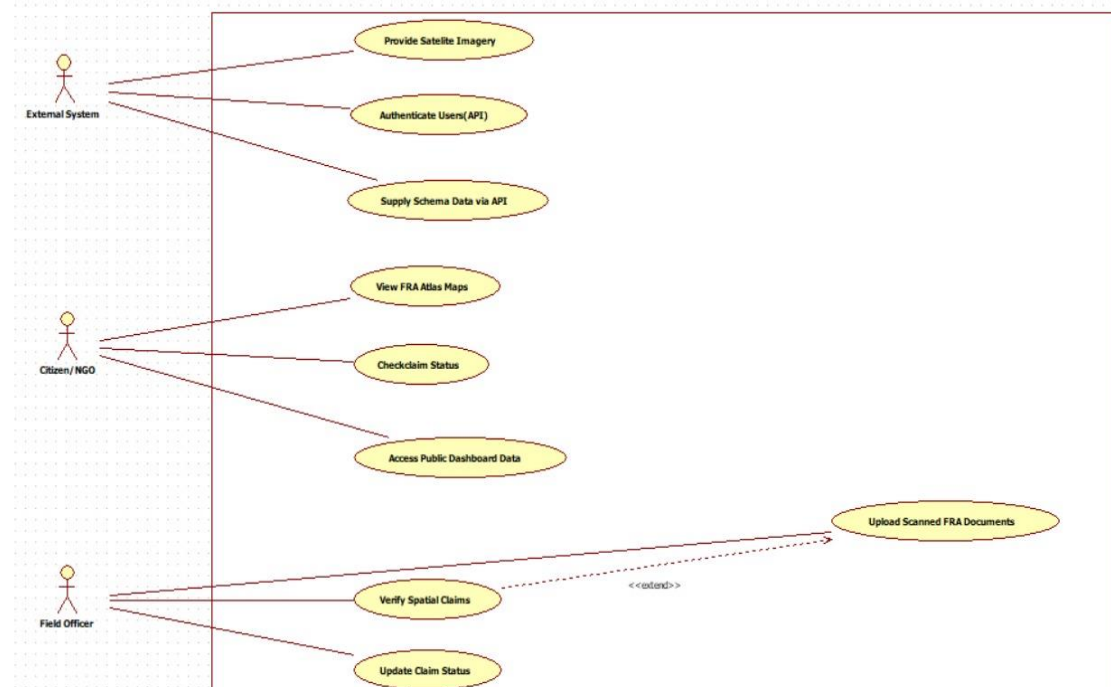 Provide Satelite Imagery
External System
Authenticate Users(API)
Supply Schema Data via API
View FRA Atlas Maps
Citizen/NGO
Checkclaim Status
Access Public Dashboard Data
Upload Scanned FRA Documents
<<extend>>
Verify Spatial Claims
Field Officer
Update Claim Status